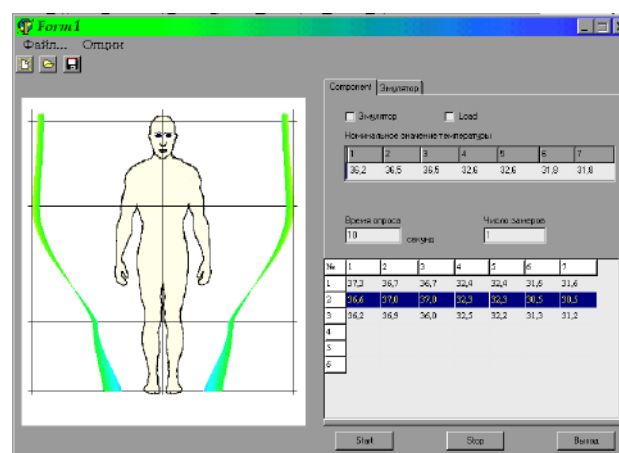 Form1
Файл... Опции
Component Эмулятор
Эмулятор Load
Номинальное значение температуры
1 2 3 4 5 6 7
36,2 36,5 36,5 32,6 32,6 31,8 31,8
Время опроса Число замеров
10 секунд 1
№ 1 2 3 4 5 6 7
1 37,3 36,7 36,7 32,4 32,4 31,6 31,6
2 36,6 37,0 37,0 32,3 32,3 30,5 30,5
3 36,2 36,9 36,0 32,5 32,2 31,3 31,2
4
5
6
Start Stop Выход